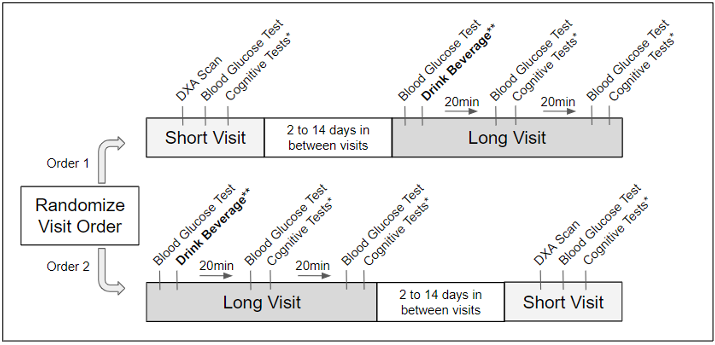 DXA Scan
Blood Glucose Test
Cognitive Tests*
Blood Glucose Test
Drink Beverage**
20min
Blood Glucose Test
Cognitive Tests*
20min
Blood Glucose Test
Cognitive Tests*
Short Visit
2 to 14 days in
between visits
Long Visit
Order 1
Randomize
Visit Order
Order 2
Blood Glucose Test
Drink Beverage**
20min
Blood Glucose Test
Cognitive Tests*
20min
Blood Glucose Test
Cognitive Tests*
DXA Scan
Blood Glucose Test
Cognitive Tests*
Long Visit
2 to 14 days in
between visits
Short Visit